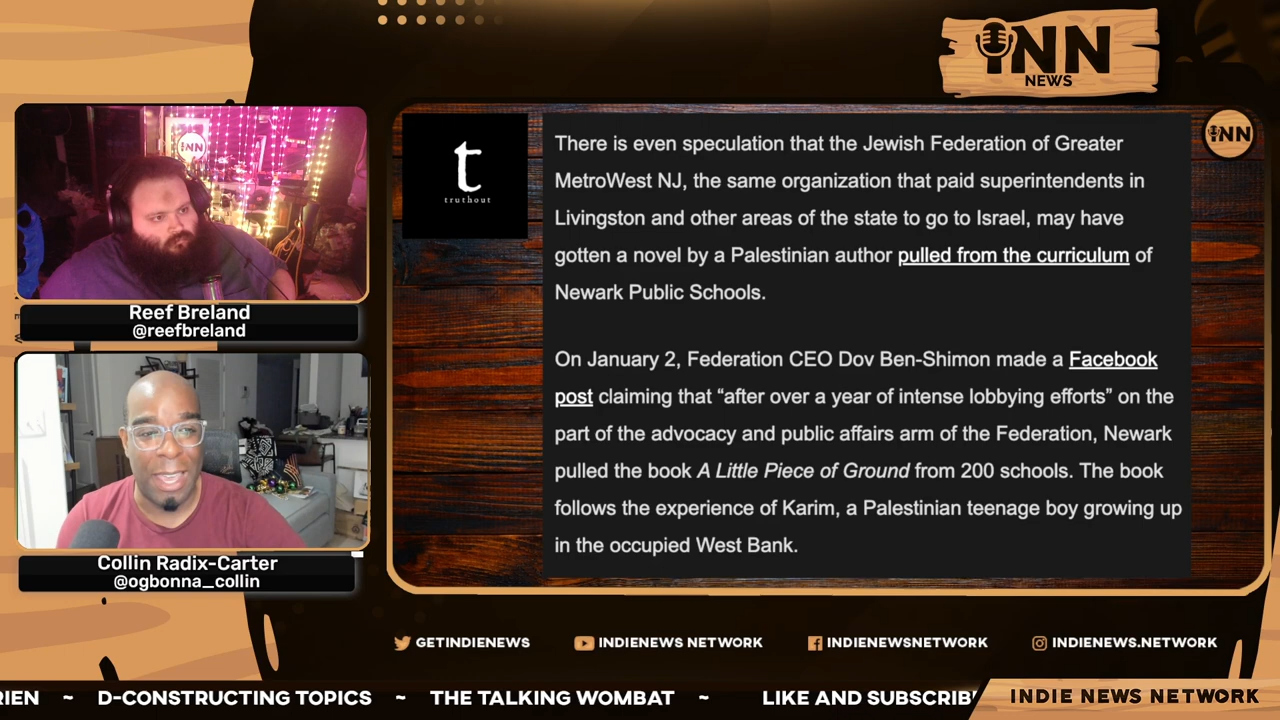 iNN
NEWS
iNN
Reef Breland
@reefbreland
Collin Radix-Carter
@ogbonna_collin
t
truthout
iNN
There is even speculation that the Jewish Federation of Greater
MetroWest NJ, the same organization that paid superintendents in
Livingston and other areas of the state to go to Israel, may have
gotten a novel by a Palestinian author pulled from the curriculum of
Newark Public Schools.
On January 2, Federation CEO Dov Ben-Shimon made a Facebook
post claiming that “after over a year of intense lobbying efforts” on the
part of the advocacy and public affairs arm of the Federation, Newark
pulled the book A Little Piece of Ground from 200 schools. The book
follows the experience of Karim, a Palestinian teenage boy growing up
in the occupied West Bank.
GETINDIENEWS
INDIENEWS NETWORK
INDIENEWSNETWORK
INDIENEWS.NETWORK
RIEN ~ D-CONSTRUCTING TOPICS ~ THE TALKING WOMBAT ~ LIKE AND SUBSCRIB
INDIE NEWS NETWORK